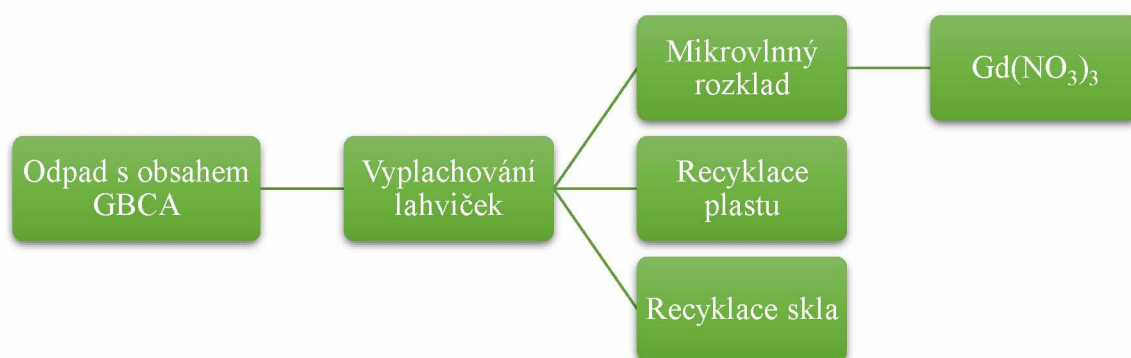 Odpad s obsahem
GBCA
Vyplachování
lahviček
Mikrovlnný
rozklad
Gd(NO₃)₃
Recyklace
plastu
Recyklace skla